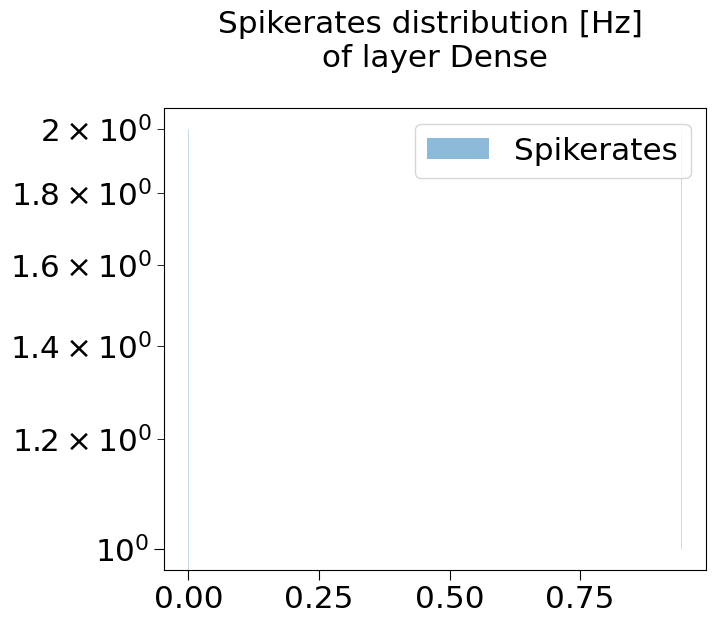 Spikerates distribution [Hz]
of layer Dense
2 × 10⁰
Spikerates
1.8 × 10⁰
1.6 × 10⁰
1.4 × 10⁰
1.2 × 10⁰
10⁰
0.00 0.25 0.50 0.75